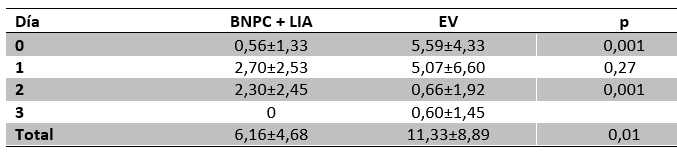 Día BNPC + LIA EV p
0 0,56±1,33 5,59±4,33 0,001
1 2,70±2,53 5,07±6,60 0,27
2 2,30±2,45 0,66±1,92 0,001
3 0 0,60±1,45
Total 6,16±4,68 11,33±8,89 0,01